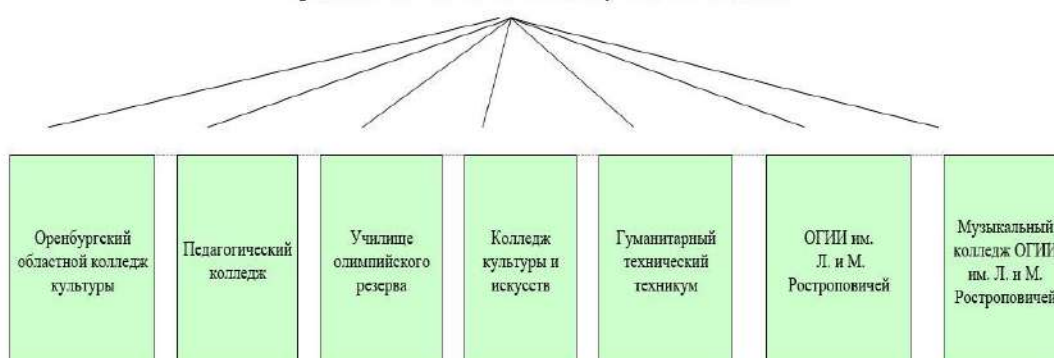 Оренбургский
областной колледж
культуры
Педагогический
колледж
Училище
олимпийского
резерва
Колледж
культуры и
искусств
Гуманитарный
технический
техникум
ОГИИ им.
Л. и М.
Ростроповичей
Музыкальный
колледж ОГИИ
им. Л. и М.
Ростроповичей